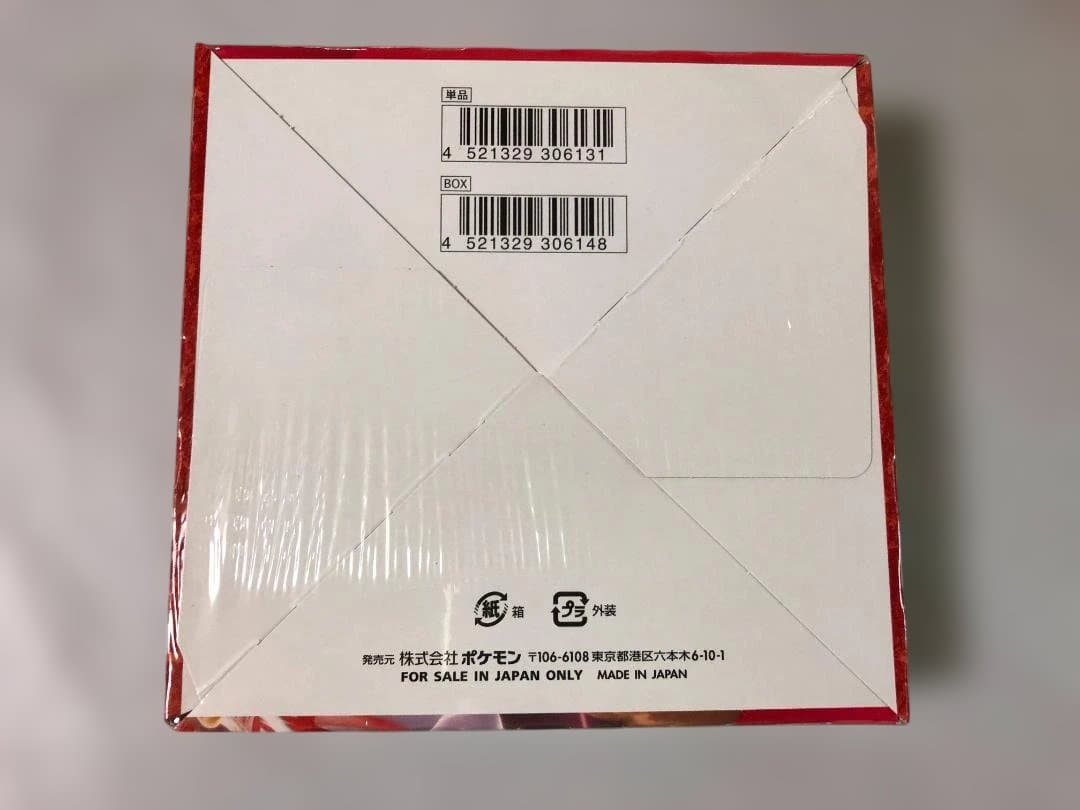 単品
4 521329 306131
BOX
4 521329 306148
紙 箱 プラ 外装
発売元 株式会社ポケモン 〒106-6108 東京都港区六本木6-10-1
FOR SALE IN JAPAN ONLY MADE IN JAPAN